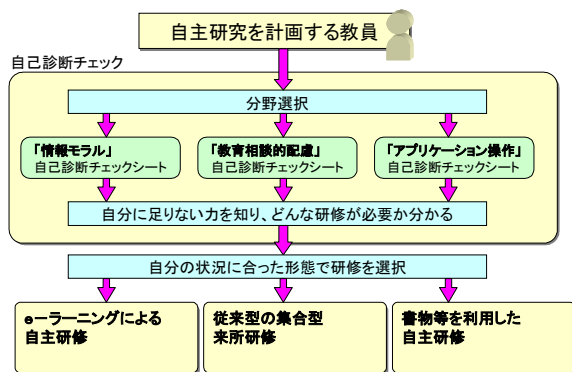 自主研究を計画する教員
自己診断チェック
分野選択
「情報モラル」
自己診断チェックシート
「教育相談的配慮」
自己診断チェックシート
「アプリケーション操作」
自己診断チェックシート
自分に足りない力を知り、どんな研修が必要か分かる
自分の状況に合った形態で研修を選択
e－ラーニングによる
自主研修
従来型の集合型
来所研修
書物等を利用した
自主研修